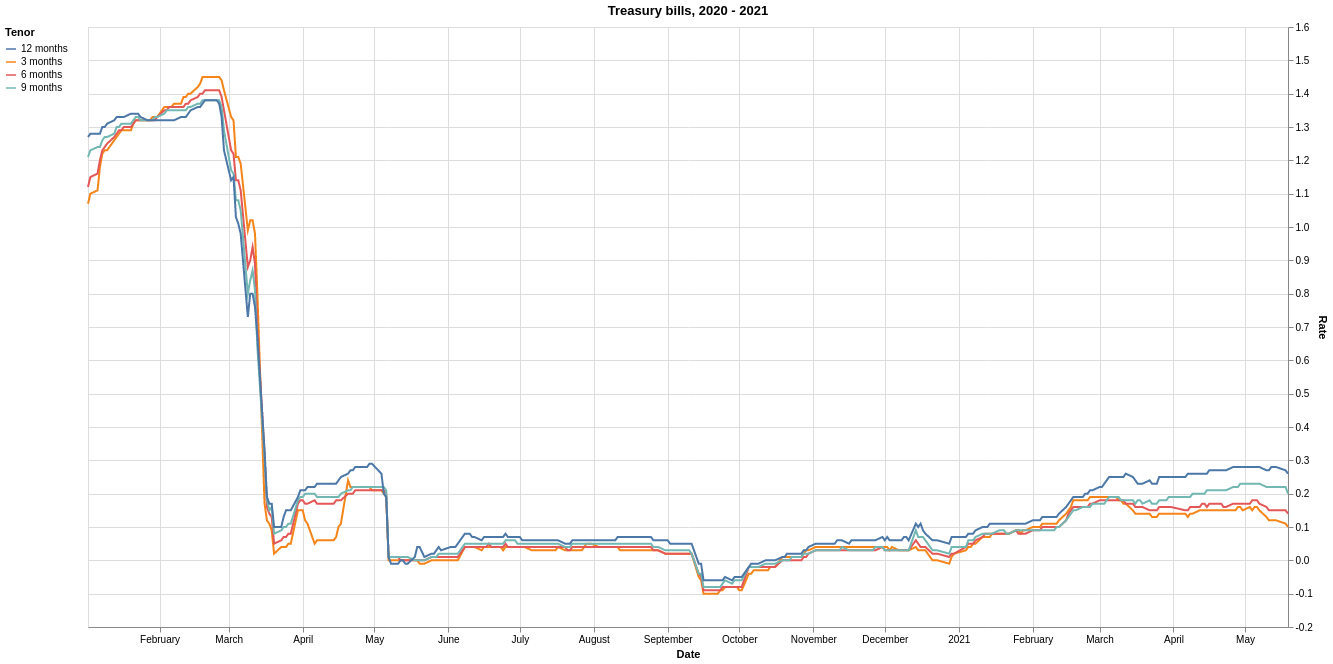 Treasury bills, 2020 - 2021
Tenor
12 months
3 months
6 months
9 months
1.6
1.5
1.4
1.3
1.2
1.1
1.0
0.9
0.8
0.7
0.6
0.5
0.4
0.3
0.2
0.1
0.0
-0.1
-0.2
Rate
February March April May June July August September October November December 2021 February March April May
Date